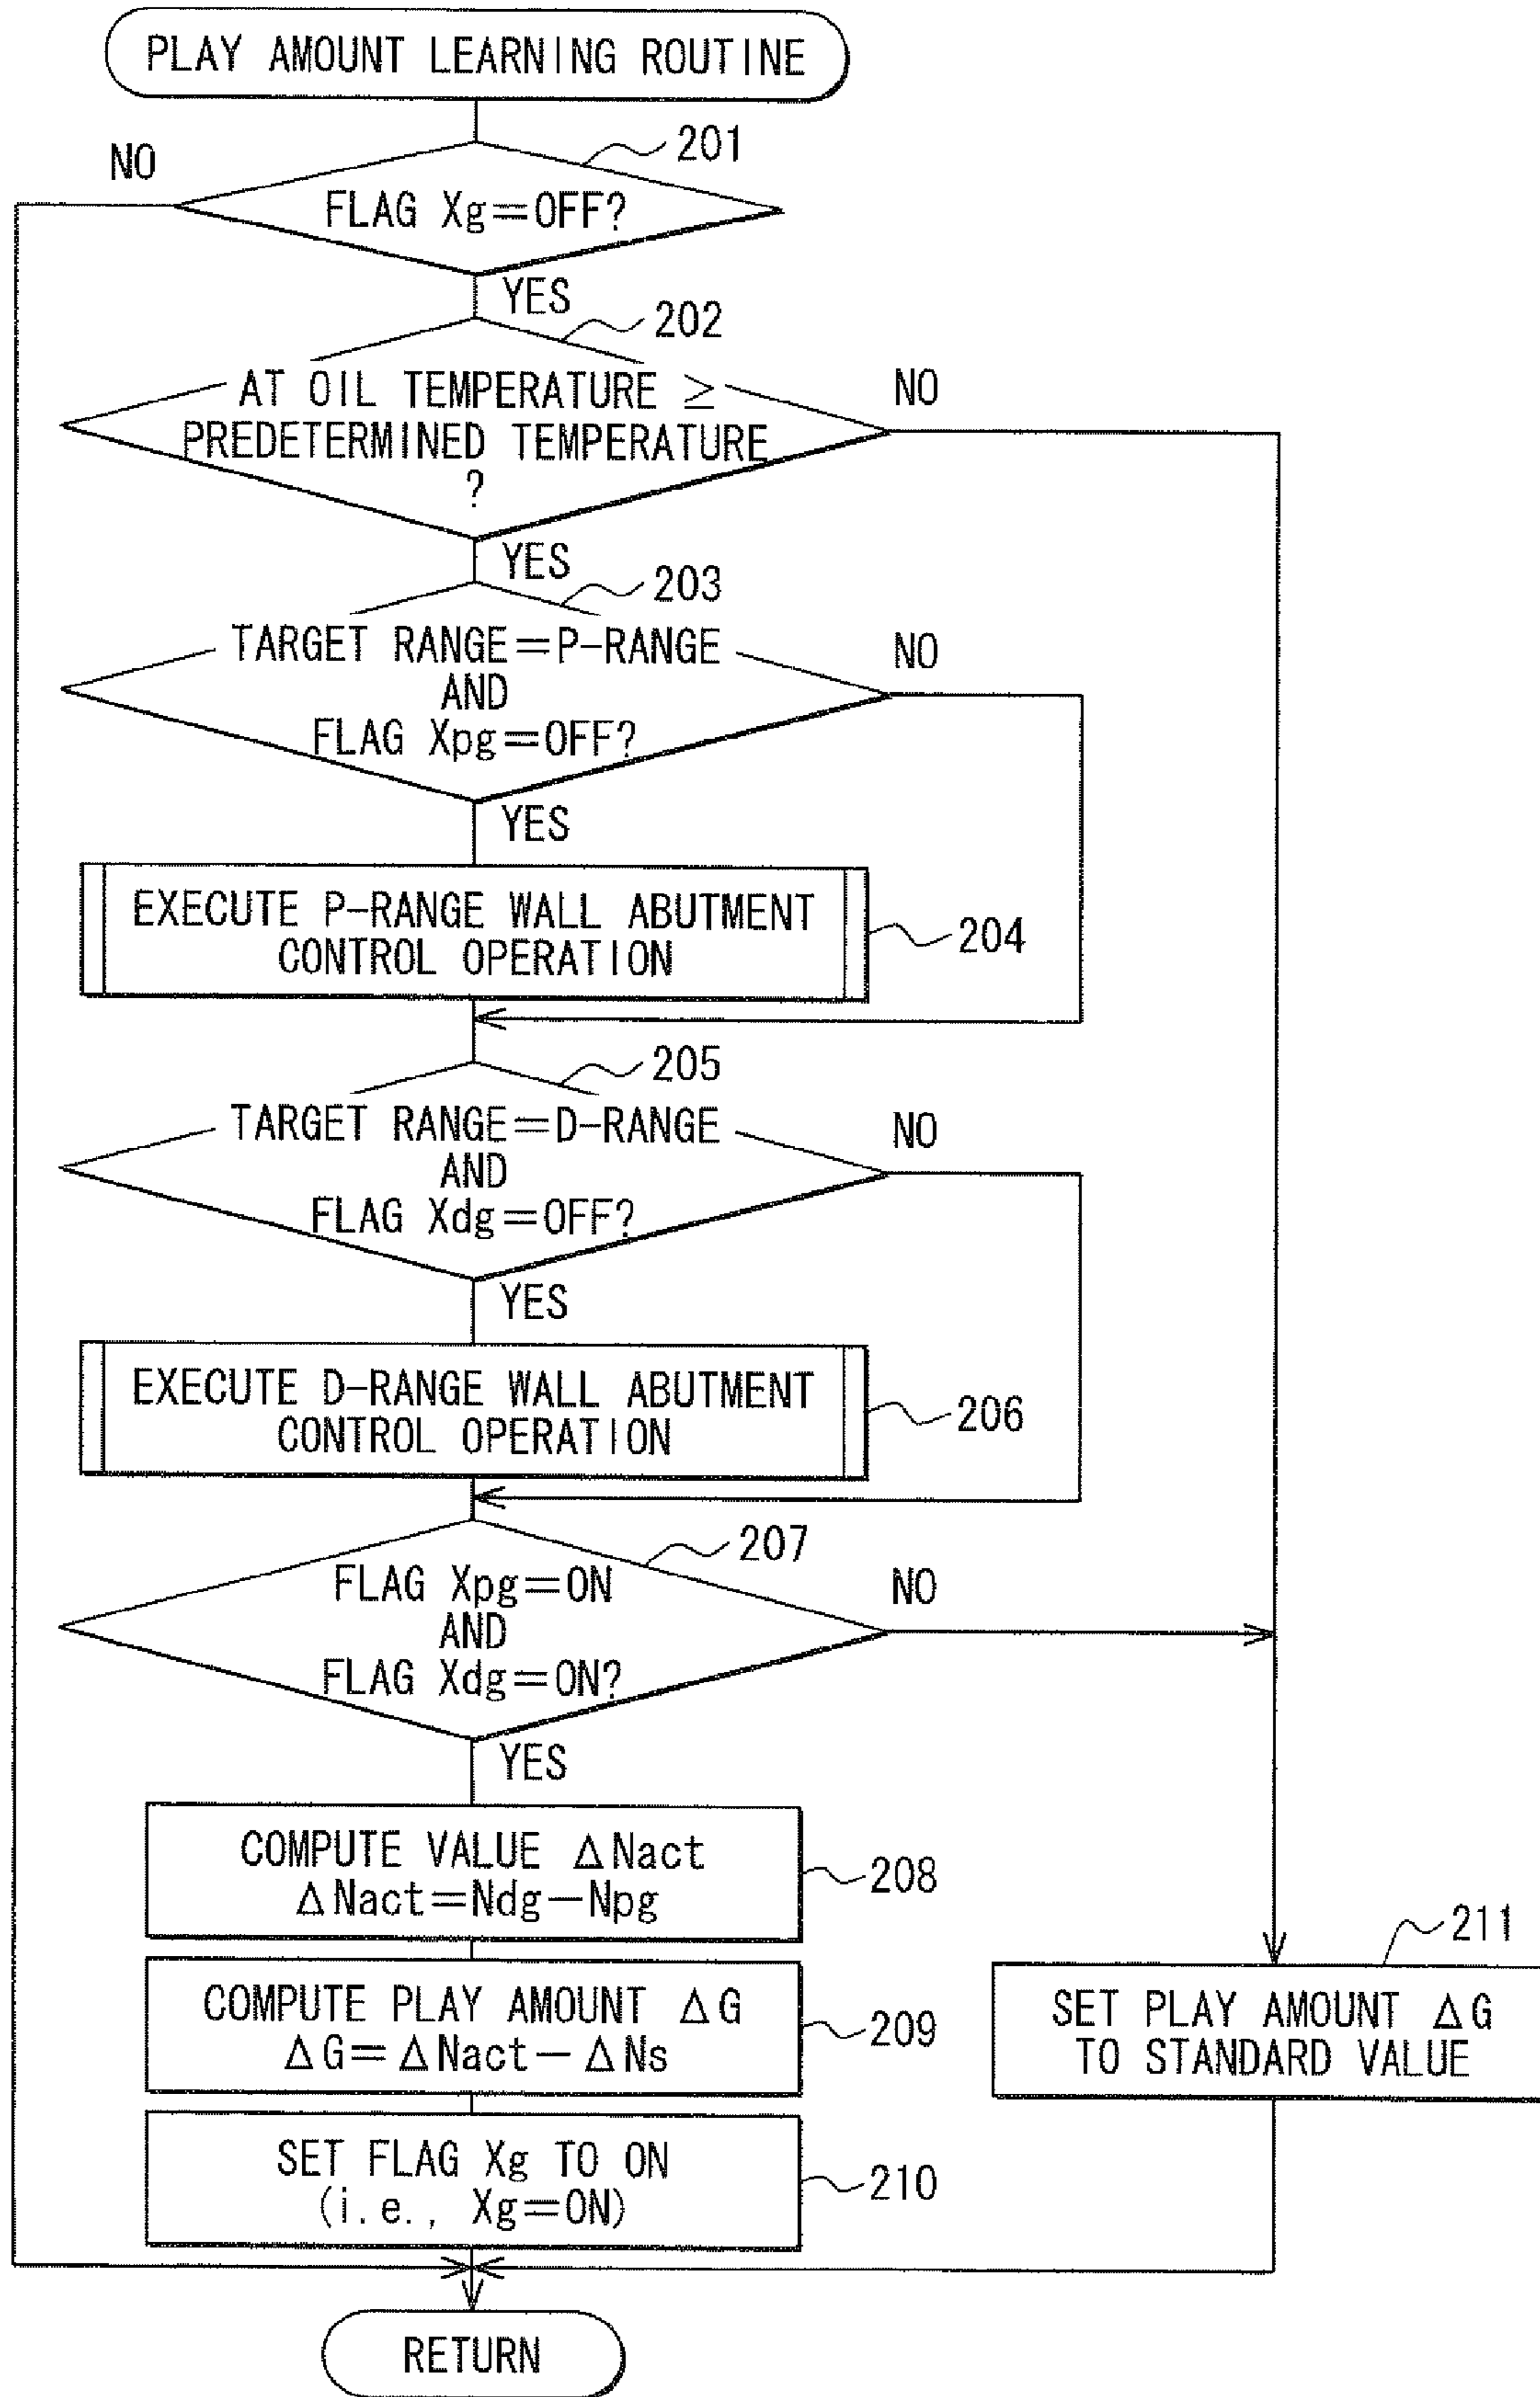 PLAY AMOUNT LEARNING ROUTINE
201
NO
FLAG Xg=OFF?
YES
202
AT OIL TEMPERATURE ≥
NO
PREDETERMINED TEMPERATURE
?
YES
203
TARGET RANGE=P-RANGE
NO
AND
FLAG Xpg=OFF?
YES
EXECUTE P-RANGE WALL ABUTMENT
CONTROL OPERATION
204
205
TARGET RANGE=D-RANGE
NO
AND
FLAG Xdg=OFF?
YES
EXECUTE D-RANGE WALL ABUTMENT
CONTROL OPERATION
206
207
FLAG Xpg=ON
NO
AND
FLAG Xdg=ON?
YES
COMPUTE VALUE ΔNact
ΔNact=Ndg-Npg
208
COMPUTE PLAY AMOUNT ΔG
ΔG=ΔNact-ΔNs
209
211
SET PLAY AMOUNT ΔG
TO STANDARD VALUE
SET FLAG Xg TO ON
(i.e., Xg=ON)
210
RETURN